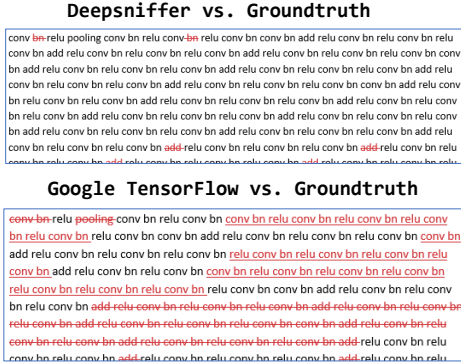 Deepsniffer vs. Groundtruth
conv bn relu pooling conv bn relu conv bn relu conv bn conv bn add relu conv bn relu conv bn relu
conv bn add relu conv bn relu conv bn relu conv bn add relu conv bn relu conv bn relu conv
bn add relu conv bn relu conv bn relu conv bn add relu conv bn relu conv bn relu conv bn add relu
conv bn relu conv bn relu conv bn conv bn add relu conv bn relu conv bn relu conv bn add relu conv
bn relu conv bn relu conv bn add relu conv bn relu conv bn relu conv bn add relu conv bn relu conv
bn relu conv bn add relu conv bn relu conv bn relu conv bn add relu conv bn relu conv bn relu conv
bn add relu conv bn relu conv bn relu conv bn add relu conv bn relu conv bn relu conv bn add relu
conv bn relu conv bn relu conv bn add relu conv bn relu conv bn relu conv bn add relu conv bn
conv bn relu conv bn add relu conv bn relu conv bn relu conv bn add relu conv bn relu conv bn relu
Google TensorFlow vs. Groundtruth
conv bn relu pooling conv bn relu conv bn conv bn relu conv bn relu conv bn relu conv
bn relu conv bn relu conv bn conv bn add relu conv bn relu conv bn relu conv bn conv bn
add relu conv bn relu conv bn relu conv bn relu conv bn relu conv bn relu conv bn relu
conv bn add relu conv bn relu conv bn relu conv bn relu conv bn relu conv bn relu conv bn
relu conv bn relu conv bn relu conv bn relu conv bn relu conv bn add relu conv bn relu conv
bn relu conv bn add relu conv bn relu conv bn relu conv bn add relu conv bn relu conv bn
relu conv bn add relu conv bn relu conv bn relu conv bn conv bn add relu conv bn relu
conv bn relu conv bn add relu conv bn relu conv bn relu conv bn add relu conv bn relu
conv bn relu conv bn add relu conv bn relu conv bn relu conv bn add relu conv bn relu